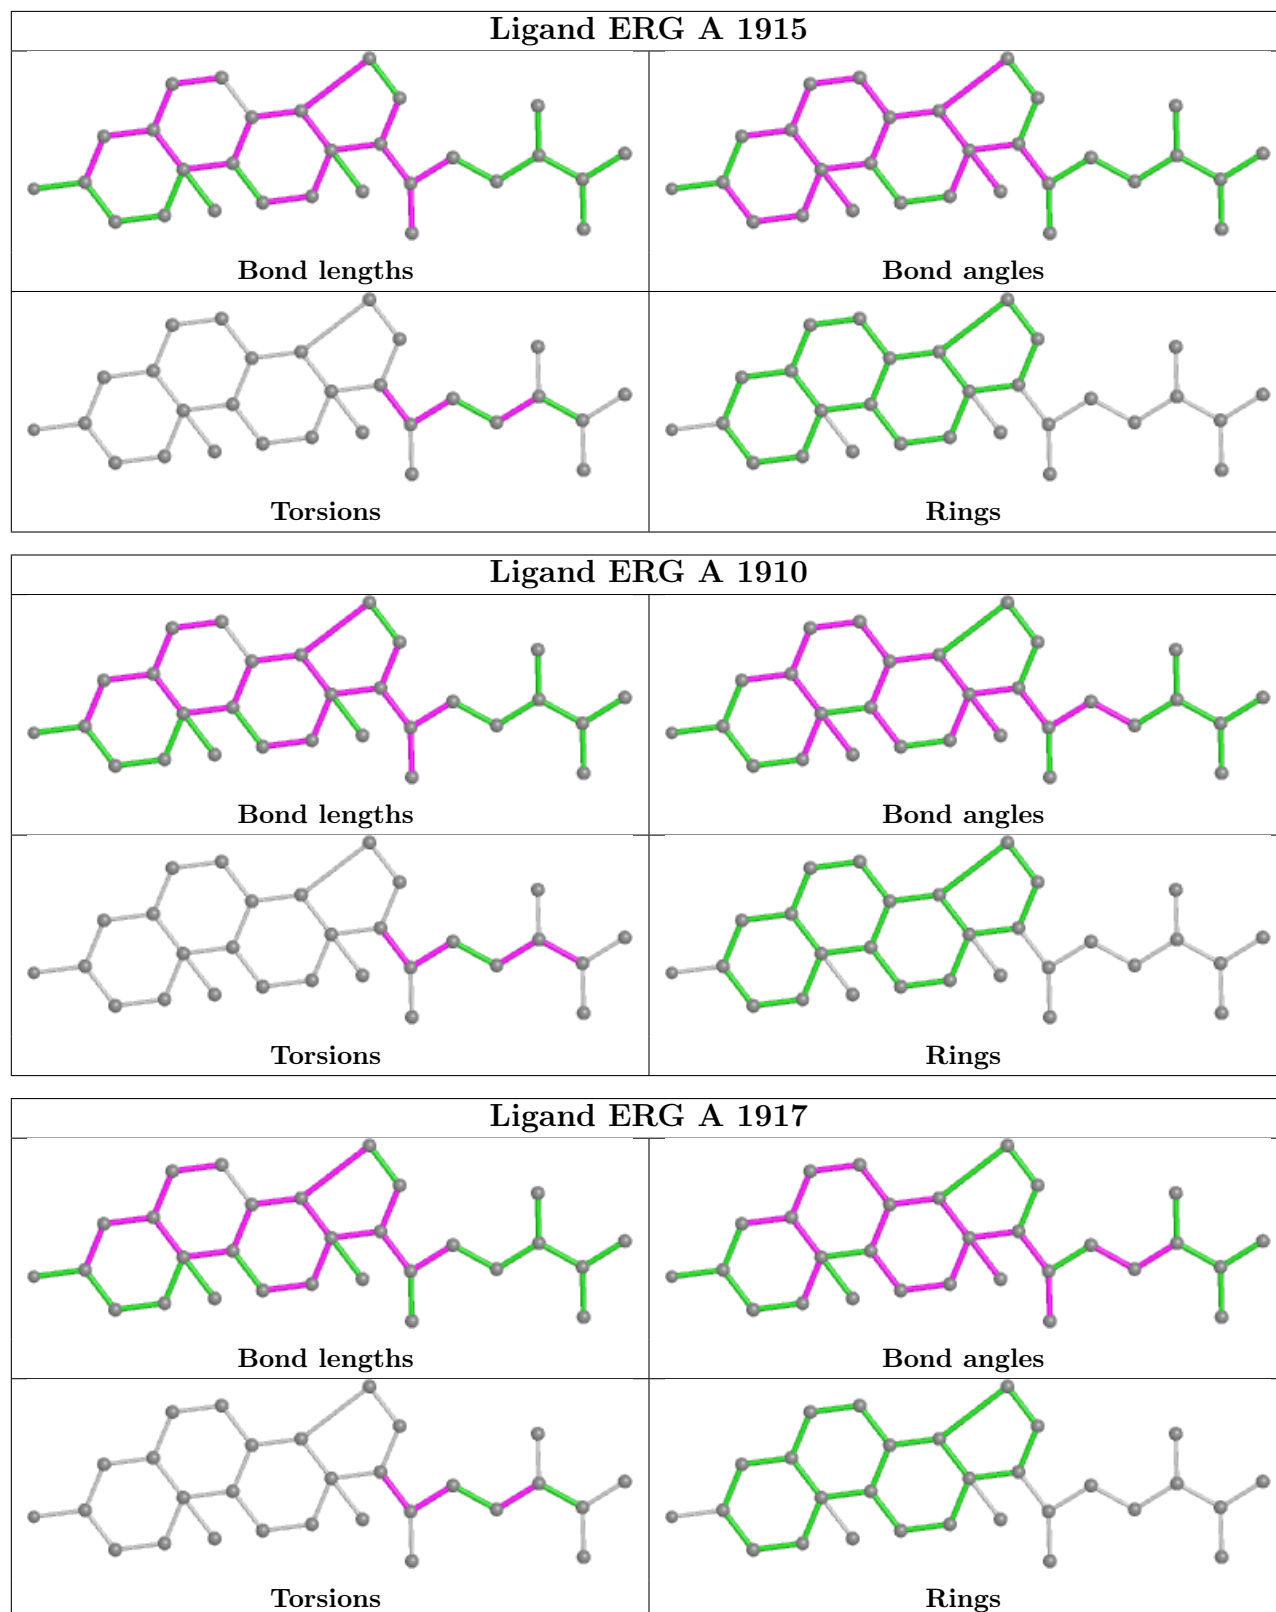 Ligand ERG A 1915
Bond lengths
Bond angles
Torsions
Rings
Ligand ERG A 1910
Bond lengths
Bond angles
Torsions
Rings
Ligand ERG A 1917
Bond lengths
Bond angles
Torsions
Rings